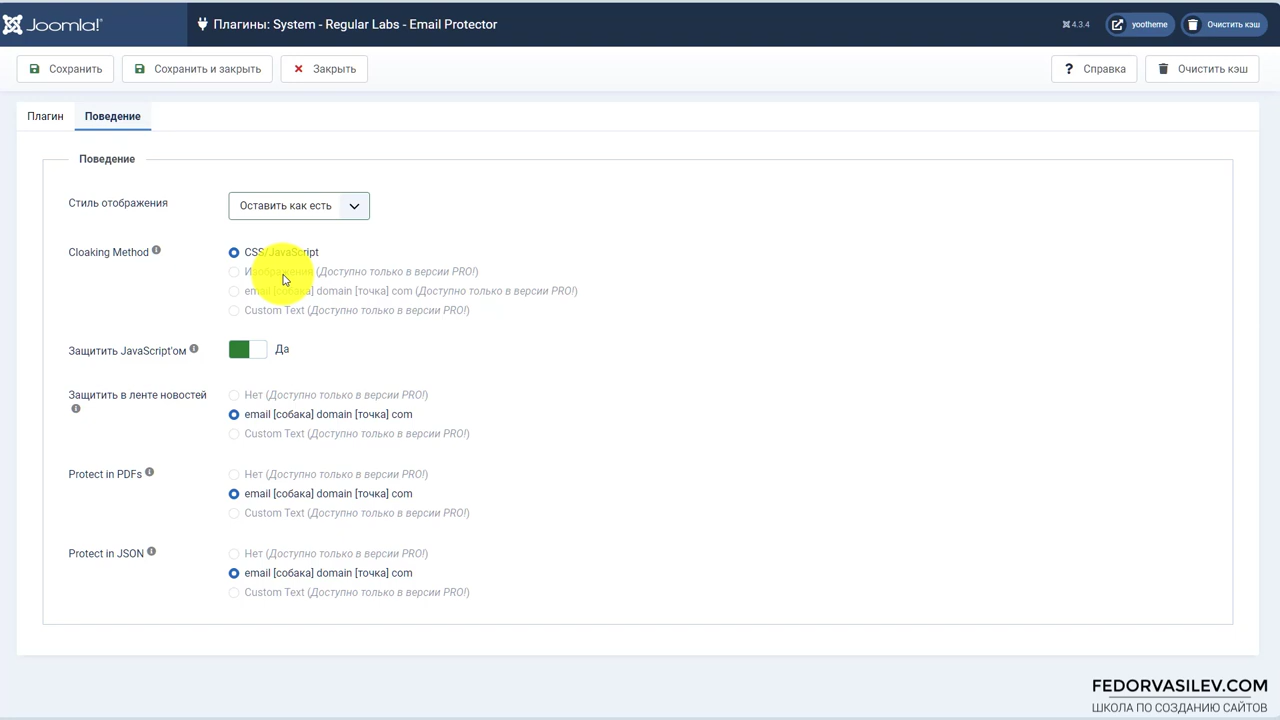 Joomla!
Плагины: System - Regular Labs - Email Protector
4.3.4
yootheme
Очистить кэш
Сохранить
Сохранить и закрыть
Закрыть
Справка
Очистить кэш
Плагин
Поведение
Поведение
Стиль отображения
Оставить как есть
Cloaking Method
CSS/JavaScript
Изображения (Доступно только в версии PRO!)
email [собака] domain [точка] com (Доступно только в версии PRO!)
Custom Text (Доступно только в версии PRO!)
Защитить JavaScript'ом
Да
Защитить в ленте новостей
Нет (Доступно только в версии PRO!)
email [собака] domain [точка] com
Custom Text (Доступно только в версии PRO!)
Protect in PDFs
Нет (Доступно только в версии PRO!)
email [собака] domain [точка] com
Custom Text (Доступно только в версии PRO!)
Protect in JSON
Нет (Доступно только в версии PRO!)
email [собака] domain [точка] com
Custom Text (Доступно только в версии PRO!)
FEDORVASILEV.COM
ШКОЛА ПО СОЗДАНИЮ САЙТОВ